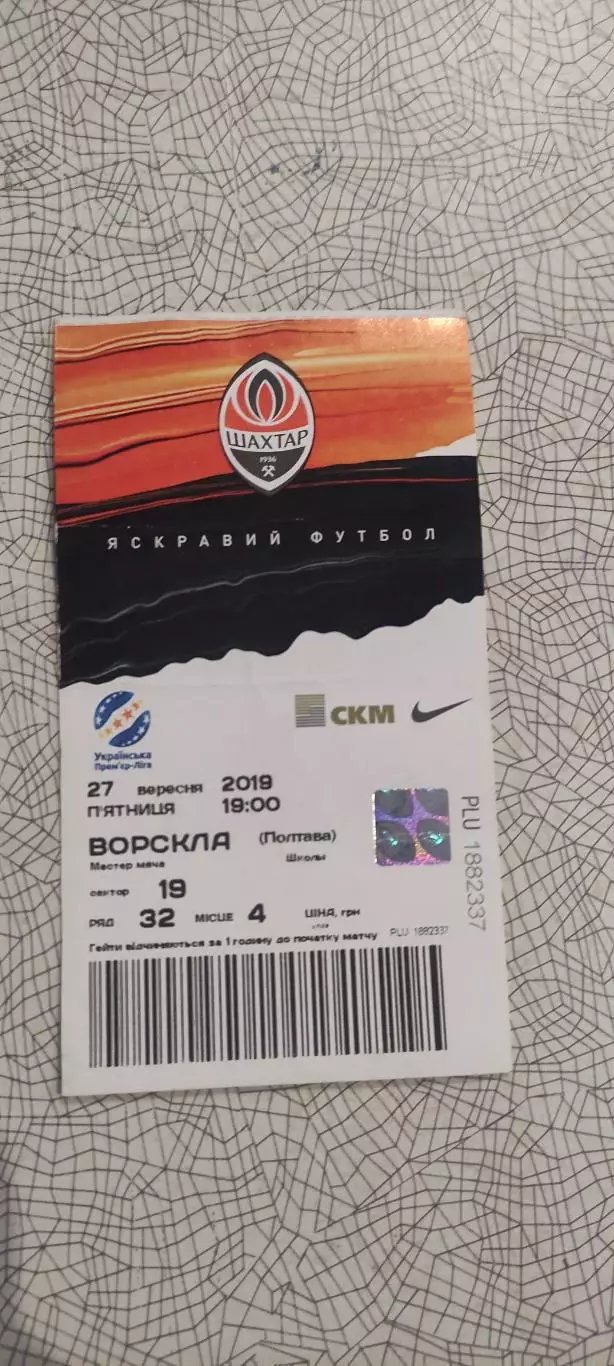 ШАХТАР
1936
ЯСКРАВИЙ ФУТБОЛ
Українська
Прем'єр-Ліга
СКМ
27 вересня 2019
П'ЯТНИЦЯ 19:00
ВОРСКЛА (Полтава)
Мастер мяча Школы
сектор 19
РЯД 32 МІСЦЕ 4 ЦІНА, грн
Гейти відчиняються за 1 годину до початку матчу PLU 1882337
PLU 1882337